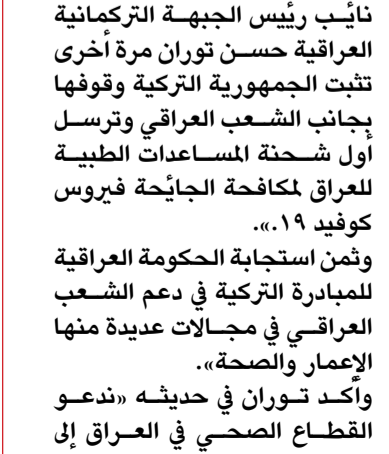 نائب رئيس الجبهة التركمانية
العراقية حسن توران مرة أخرى
تثبت الجمهورية التركية وقوفها
بجانب الشعب العراقي وترسل
أول شحنة المساعدات الطبية
للعراق لمكافحة الجائحة فيروس
كوفيد ١٩.».
وثمن استجابة الحكومة العراقية
للمبادرة التركية في دعم الشعب
العراقي في مجالات عديدة منها
الإعمار والصحة».
وأكد توران في حديثه «ندعو
القطاع الصحي في العراق إلى